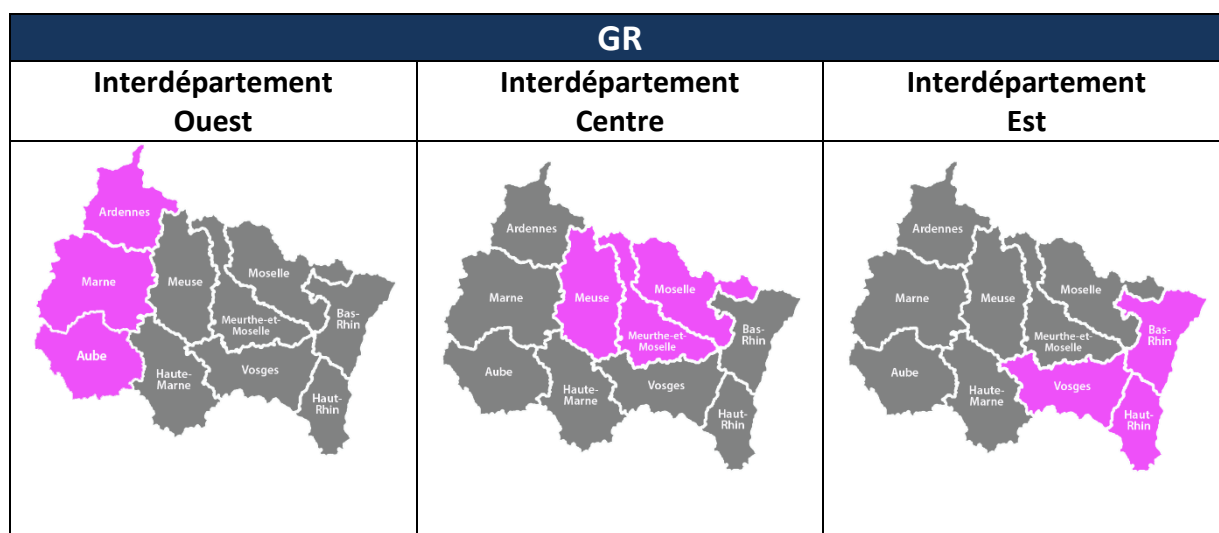 GR
Interdépartement
Ouest
Interdépartement
Centre
Interdépartement
Est
Ardennes
Marne
Meuse
Moselle
Bas-
Rhin
Meurthe-et-
Moselle
Aube
Haute-
Marne
Vosges
Haut-
Rhin
Ardennes
Marne
Meuse
Moselle
Bas-
Rhin
Meurthe-et-
Moselle
Aube
Haute-
Marne
Vosges
Haut-
Rhin
Ardennes
Marne
Meuse
Moselle
Bas-
Rhin
Meurthe-et-
Moselle
Aube
Haute-
Marne
Vosges
Haut-
Rhin